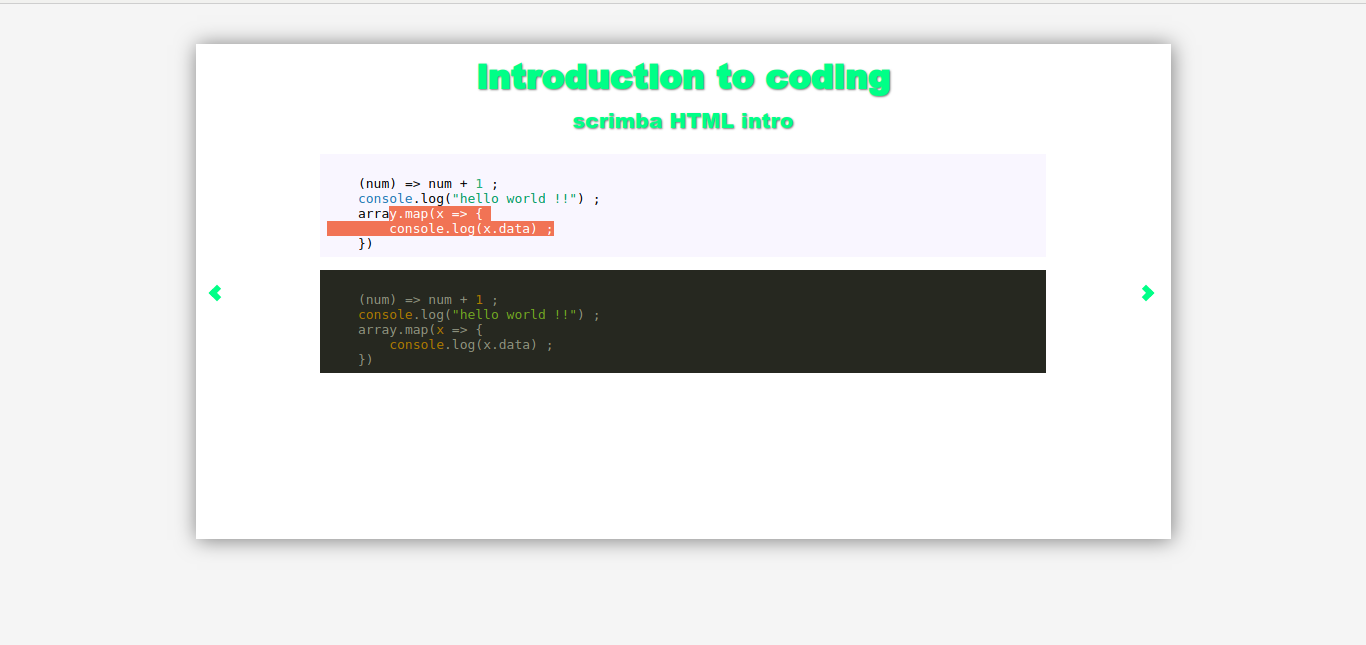 Introduction to coding
scrimba HTML intro
(num) => num + 1 ;
console.log("hello world !!") ;
array.map(x => {
console.log(x.data) ;
})
(num) => num + 1 ;
console.log("hello world !!") ;
array.map(x => {
console.log(x.data) ;
})